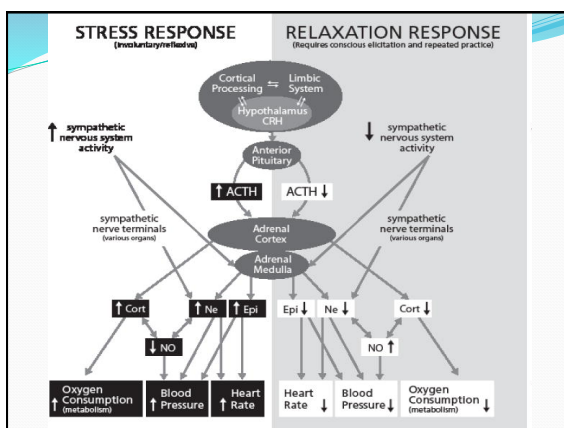 STRESS RESPONSE
(involuntary/reflexive)
RELAXATION RESPONSE
(Requires conscious elicitation and repeated practice)
Cortical
Processing
Limbic
System
Hypothalamus
CRH
↑ sympathetic
nervous system
activity
↓ sympathetic
nervous system
activity
Anterior
Pituitary
↑ ACTH
ACTH ↓
sympathetic
nerve terminals
(various organs)
sympathetic
nerve terminals
(various organs)
Adrenal
Cortex
Adrenal
Medulla
↑ Cort
↑ Ne
↑ Epi
Epi ↓
Ne ↓
Cort ↓
↓ NO
NO ↑
↑ Oxygen
Consumption
(metabolism)
↑ Blood
Pressure
↑ Heart
Rate
Heart
Rate ↓
Blood
Pressure ↓
Oxygen
Consumption ↓
(metabolism)